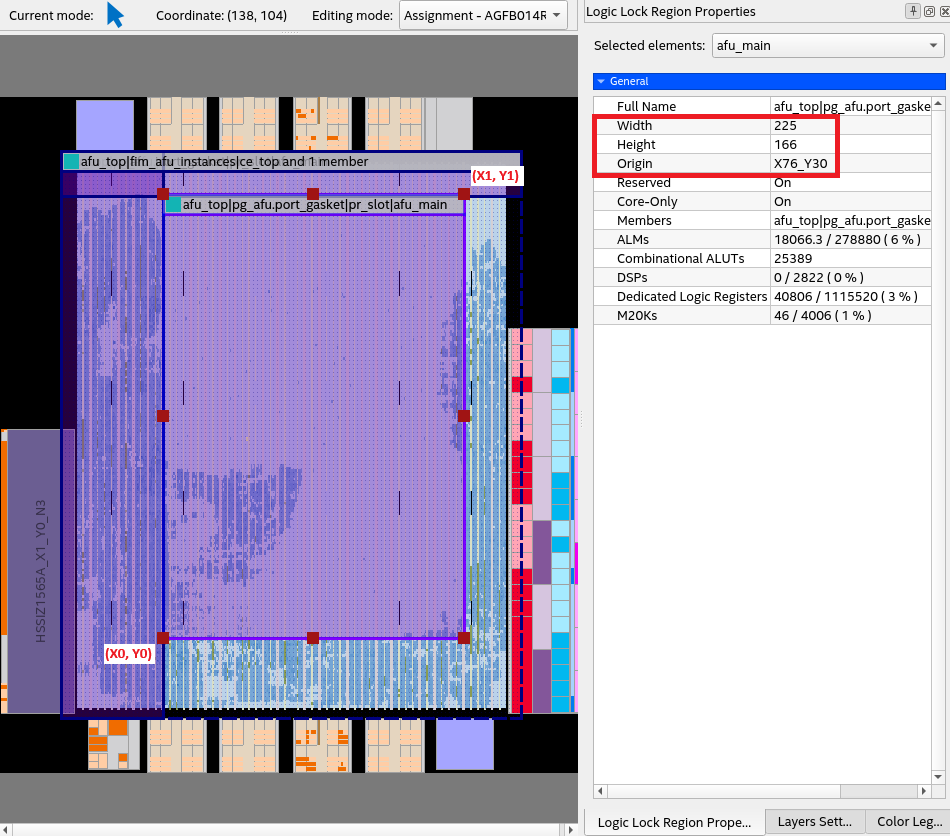 Current mode:
Coordinate: (138, 104)
Editing mode:
Assignment - AGFB014R
afu_top|fim_afu_instances|ce_top and 1 member
(X1, Y1)
afu_top|pg_afu.port_gasket|pr_slot|afu_main
HSSIZ1565A_X1_Y0_N3
(X0, Y0)
Logic Lock Region Properties
Selected elements: afu_main
General
Full Name afu_top|pg_afu.port_gaske
Width 225
Height 166
Origin X76_Y30
Reserved On
Core-Only On
Members afu_top|pg_afu.port_gaske
ALMs 18066.3 / 278880 ( 6 % )
Combinational ALUTs 25389
DSPs 0 / 2822 ( 0 % )
Dedicated Logic Registers 40806 / 1115520 ( 3 % )
M20Ks 46 / 4006 ( 1 % )
Logic Lock Region Prope...
Layers Sett...
Color Leg...